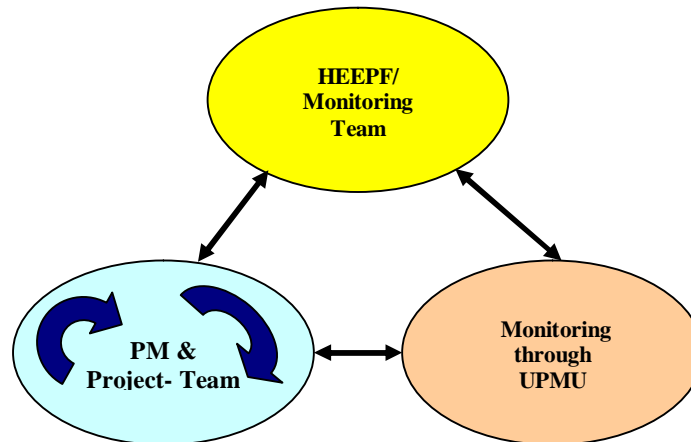 HEEPF/
Monitoring
Team
PM &
Project- Team
Monitoring
through
UPMU